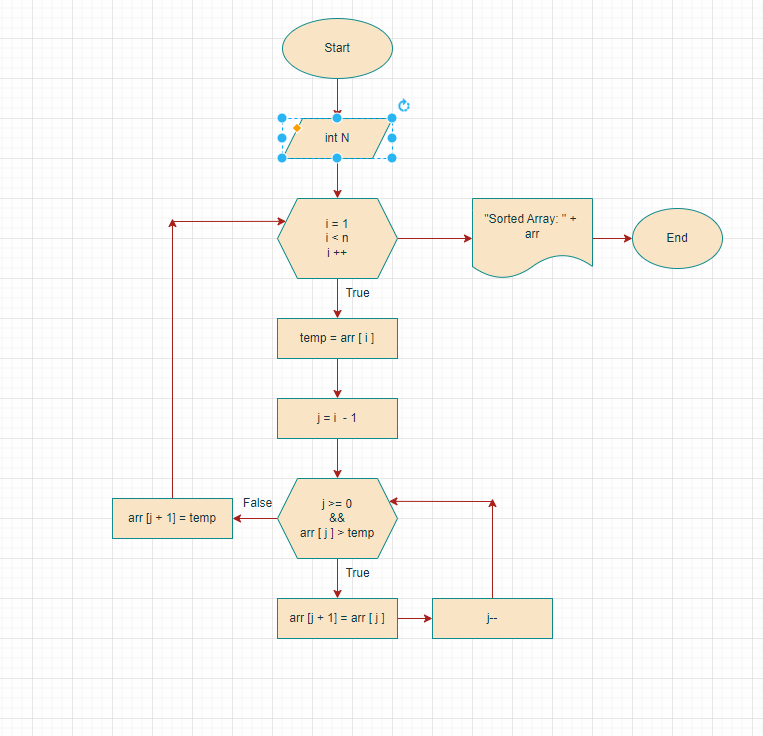 Start
int N
i = 1
i < n
i ++
"Sorted Array: " +
arr
End
True
temp = arr [ i ]
j = i  - 1
False
j >= 0
&&
arr [ j ] > temp
arr [j + 1] = temp
True
arr [j + 1] = arr [ j ]
j--